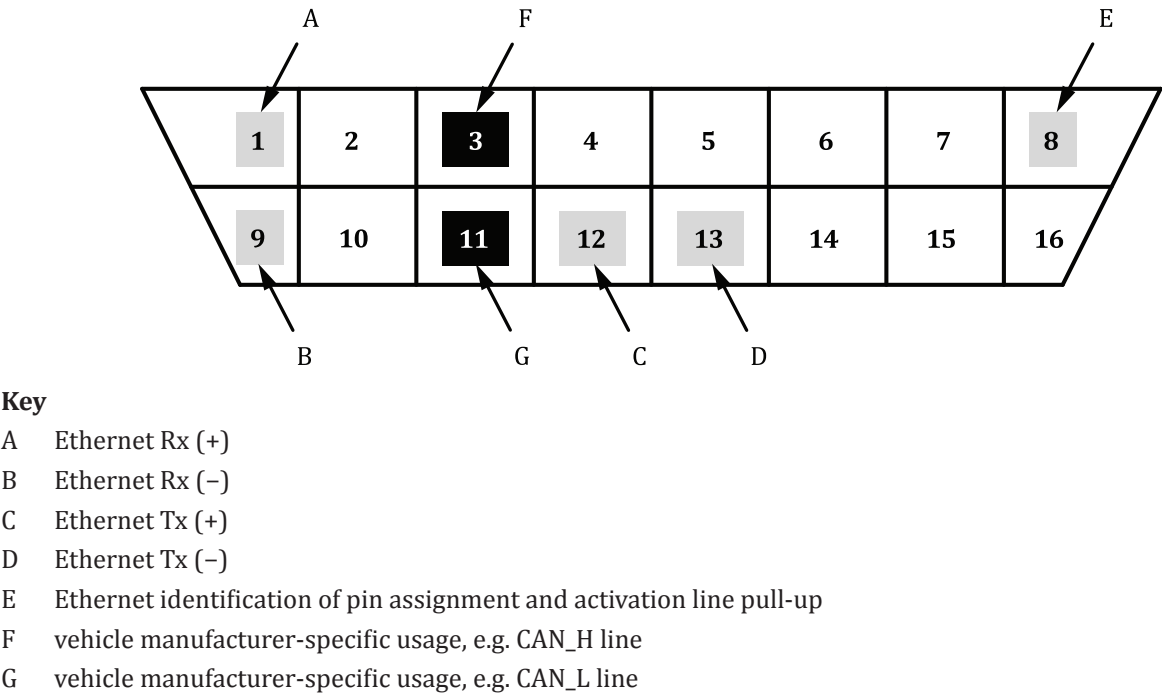 A F E
1 2 3 4 5 6 7 8
9 10 11 12 13 14 15 16
B G C D
Key
A Ethernet Rx (+)
B Ethernet Rx (−)
C Ethernet Tx (+)
D Ethernet Tx (−)
E Ethernet identification of pin assignment and activation line pull-up
F vehicle manufacturer-specific usage, e.g. CAN_H line
G vehicle manufacturer-specific usage, e.g. CAN_L line